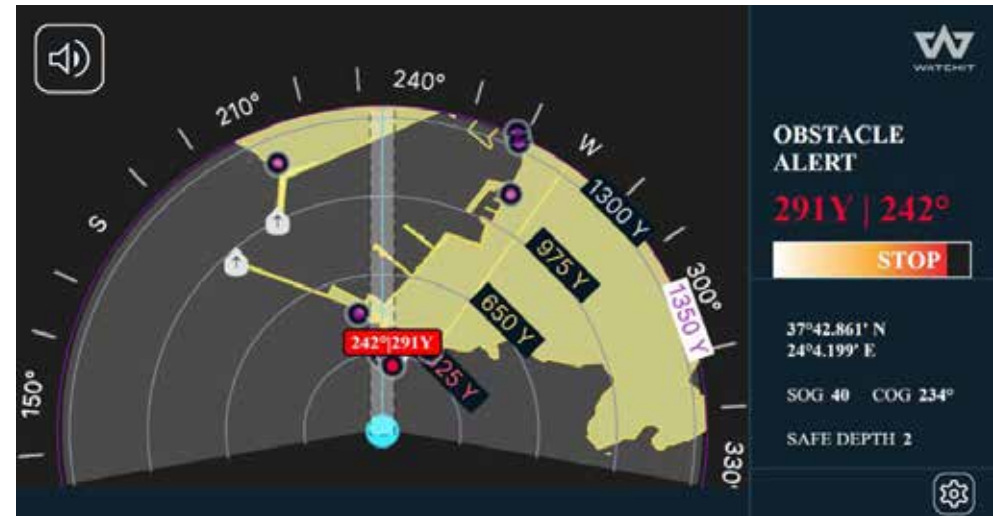 240°
210°
W
S
1300 Y
975 Y
300°
1350 Y
650 Y
242°|291Y
25 Y
150°
330°
WATCHIT
OBSTACLE
ALERT
291Y | 242°
STOP
37°42.861' N
24°4.199' E
SOG 40 COG 234°
SAFE DEPTH 2